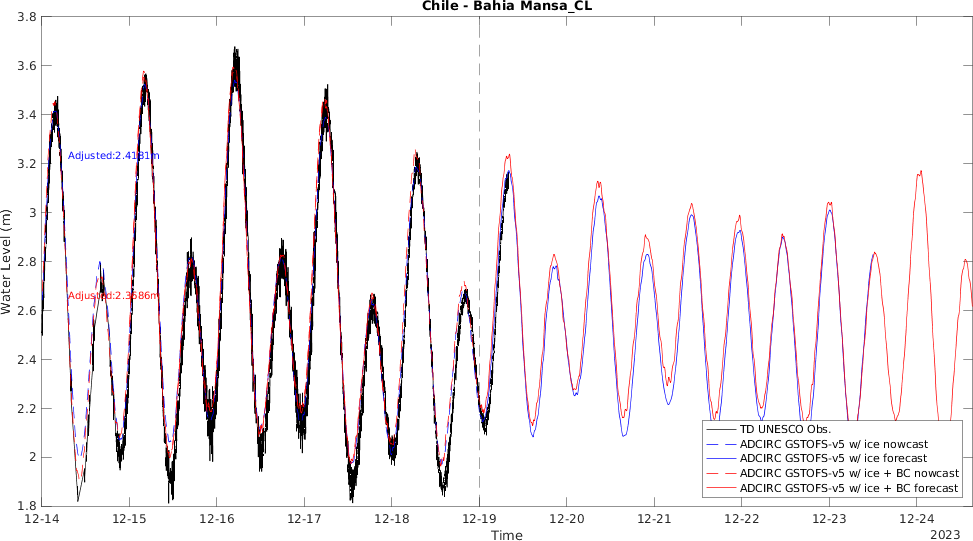 Chile - Bahia Mansa_CL
3.8
3.6
3.4
3.2
3
2.8
2.6
2.4
2.2
2
1.8
Water Level (m)
Adjusted:2.4181m
TD UNESCO Obs.
ADCIRC GSTOFS-v5 w/ ice nowcast
ADCIRC GSTOFS-v5 w/ ice forecast
ADCIRC GSTOFS-v5 w/ ice + BC nowcast
ADCIRC GSTOFS-v5 w/ ice + BC forecast
12-14
12-15
12-16
12-17
12-18
12-19
12-20
12-21
12-22
12-23
12-24
Time
2023